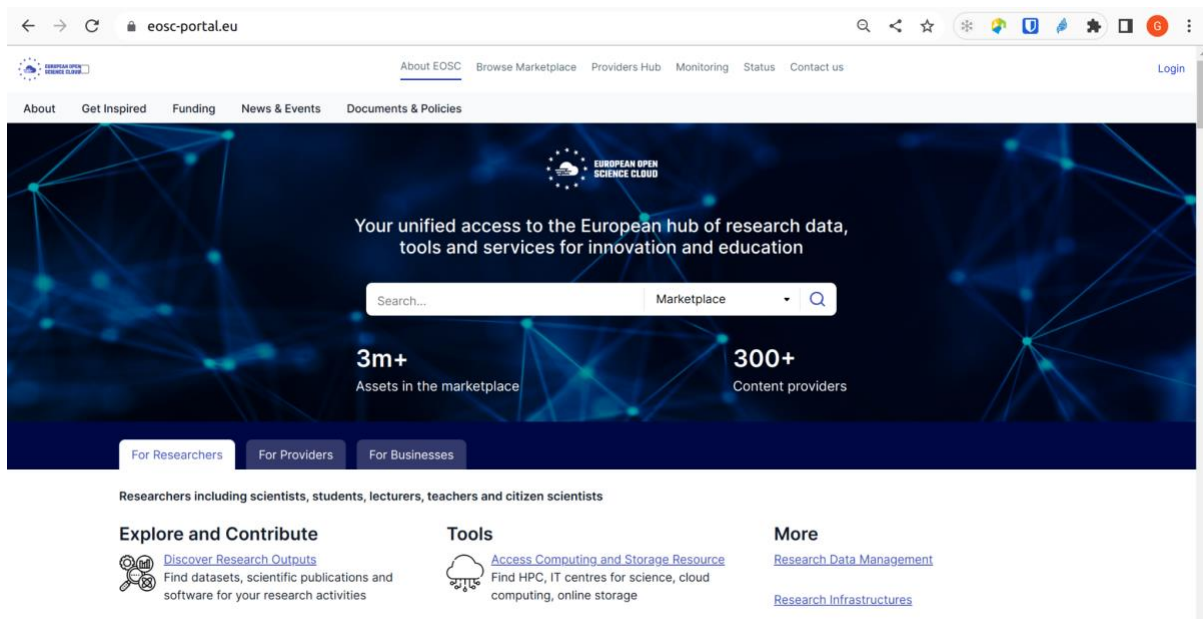 eosc-portal.eu
G
EUROPEAN OPEN
SCIENCE CLOUD
About EOSC Browse Marketplace Providers Hub Monitoring Status Contact us
Login
About Get Inspired Funding News & Events Documents & Policies
EUROPEAN OPEN
SCIENCE CLOUD
Your unified access to the European hub of research data,
tools and services for innovation and education
Search... Marketplace
3m+ 300+
Assets in the marketplace Content providers
For Researchers For Providers For Businesses
Researchers including scientists, students, lecturers, teachers and citizen scientists
Explore and Contribute
Discover Research Outputs
Find datasets, scientific publications and
software for your research activities
Tools
Access Computing and Storage Resource
Find HPC, IT centres for science, cloud
computing, online storage
More
Research Data Management
Research Infrastructures